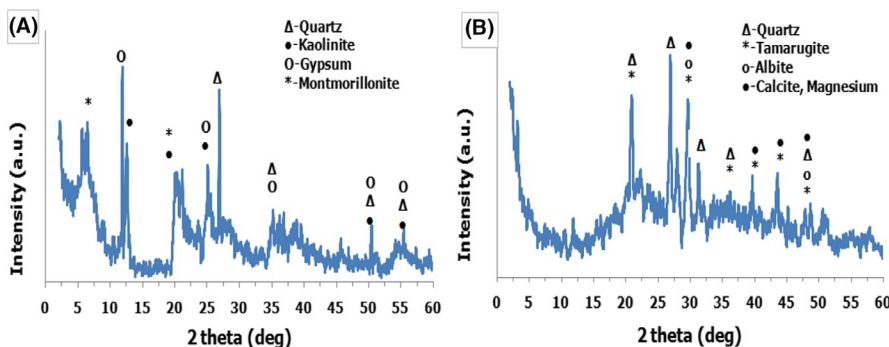 (A)
Δ-Quartz
●-Kaolinite
O-Gypsum
*-Montmorillonite
Intensity (a.u.)
0 5 10 15 20 25 30 35 40 45 50 55 60
2 theta (deg)
(B)
Δ-Quartz
*-Tamarugite
o-Albite
●-Calcite, Magnesium
Intensity (a.u.)
0 5 10 15 20 25 30 35 40 45 50 55 60
2 theta (deg)